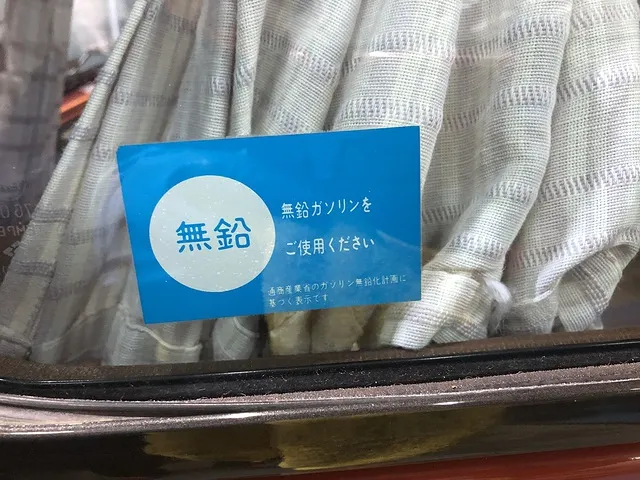 無鉛
無鉛ガソリンを
ご使用ください
通商産業省のガソリン無鉛化計画に
基づく表示です